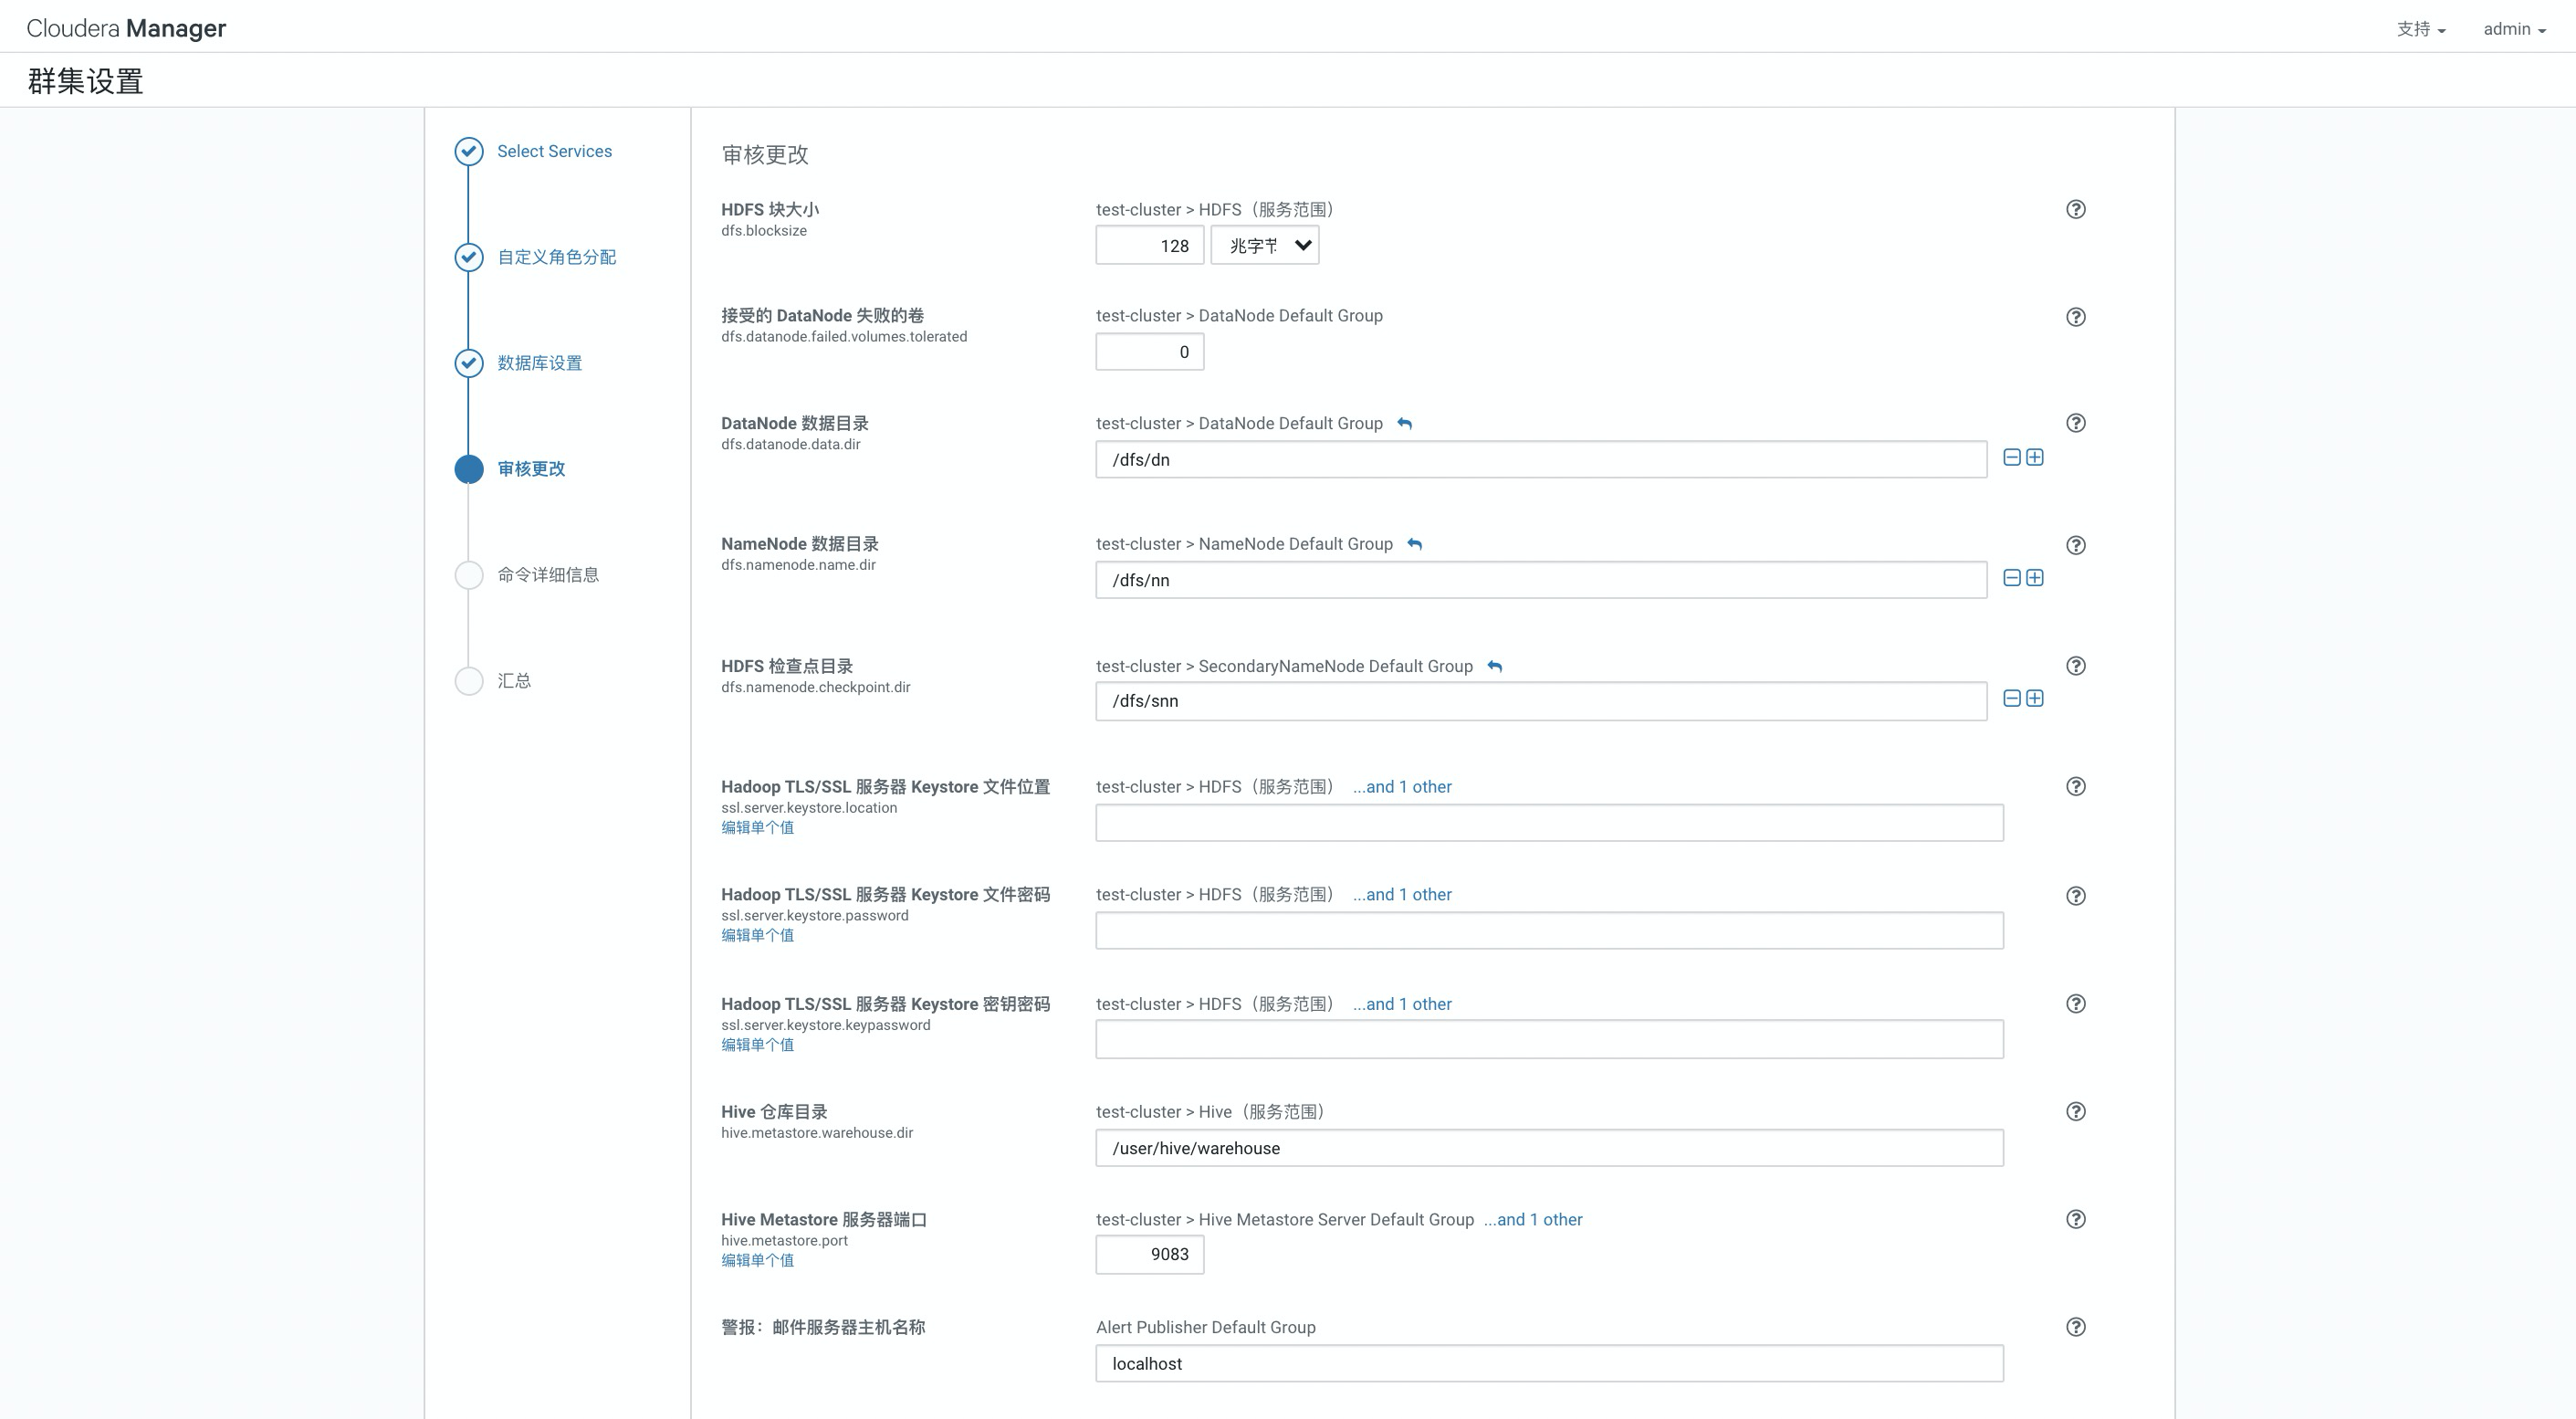 Cloudera Manager
支持
admin
群集设置
Select Services
自定义角色分配
数据库设置
审核更改
命令详细信息
汇总
审核更改
HDFS 块大小
dfs.blocksize
test-cluster > HDFS（服务范围）
128
兆字节
接受的 DataNode 失败的卷
dfs.datanode.failed.volumes.tolerated
test-cluster > DataNode Default Group
0
DataNode 数据目录
dfs.datanode.data.dir
test-cluster > DataNode Default Group
/dfs/dn
NameNode 数据目录
dfs.namenode.name.dir
test-cluster > NameNode Default Group
/dfs/nn
HDFS 检查点目录
dfs.namenode.checkpoint.dir
test-cluster > SecondaryNameNode Default Group
/dfs/snn
Hadoop TLS/SSL 服务器 Keystore 文件位置
ssl.server.keystore.location
编辑单个值
test-cluster > HDFS（服务范围） ...and 1 other
Hadoop TLS/SSL 服务器 Keystore 文件密码
ssl.server.keystore.password
编辑单个值
test-cluster > HDFS（服务范围） ...and 1 other
Hadoop TLS/SSL 服务器 Keystore 密钥密码
ssl.server.keystore.keypassword
编辑单个值
test-cluster > HDFS（服务范围） ...and 1 other
Hive 仓库目录
hive.metastore.warehouse.dir
test-cluster > Hive（服务范围）
/user/hive/warehouse
Hive Metastore 服务器端口
hive.metastore.port
编辑单个值
test-cluster > Hive Metastore Server Default Group ...and 1 other
9083
警报：邮件服务器主机名称
Alert Publisher Default Group
localhost